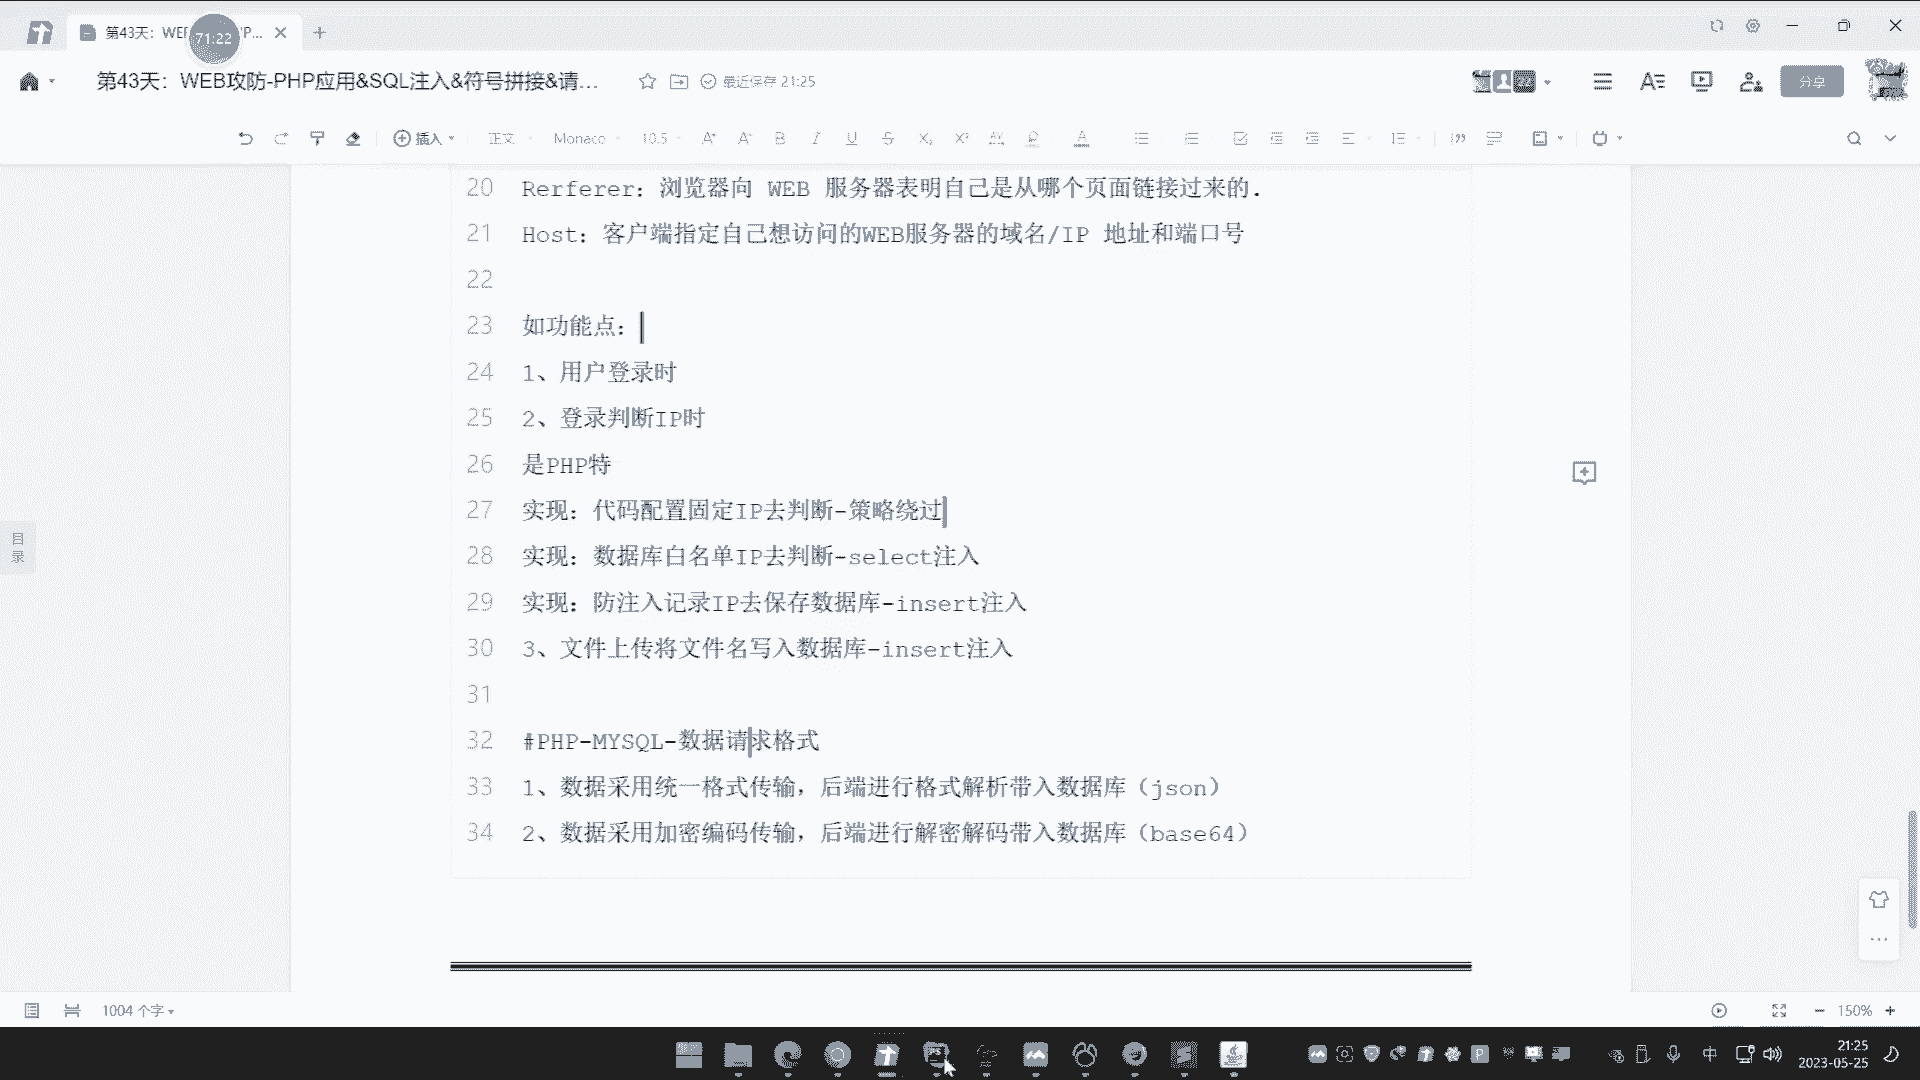 第43天：WEB
P...
71:22
第43天：WEB攻防-PHP应用&SQL注入&符号拼接&请...
最近保存 21:25
分享
插入
正文
Monaco
10.5
20 Rerferer：浏览器向 WEB 服务器表明自己是从哪个页面链接过来的.
21 Host：客户端指定自己想访问的WEB服务器的域名/IP 地址和端口号
22
23 如功能点：
24 1、用户登录时
25 2、登录判断IP时
26 是PHP特
27 实现：代码配置固定IP去判断-策略绕过
28 实现：数据库白名单IP去判断-select注入
29 实现：防注入记录IP去保存数据库-insert注入
30 3、文件上传将文件名写入数据库-insert注入
31
32 #PHP-MYSQL-数据请求格式
33 1、数据采用统一格式传输，后端进行格式解析带入数据库（json）
34 2、数据采用加密编码传输，后端进行解密解码带入数据库（base64）
目录
1004 个字
150%
中
21:25
2023-05-25